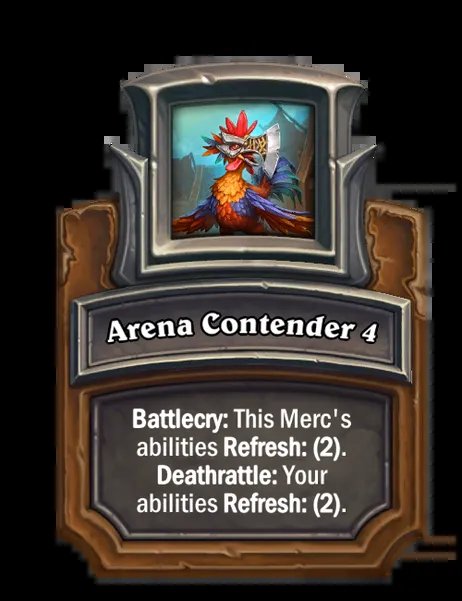 Arena Contender 4
Battlecry: This Merc's
abilities Refresh: (2).
Deathrattle: Your
abilities Refresh: (2).